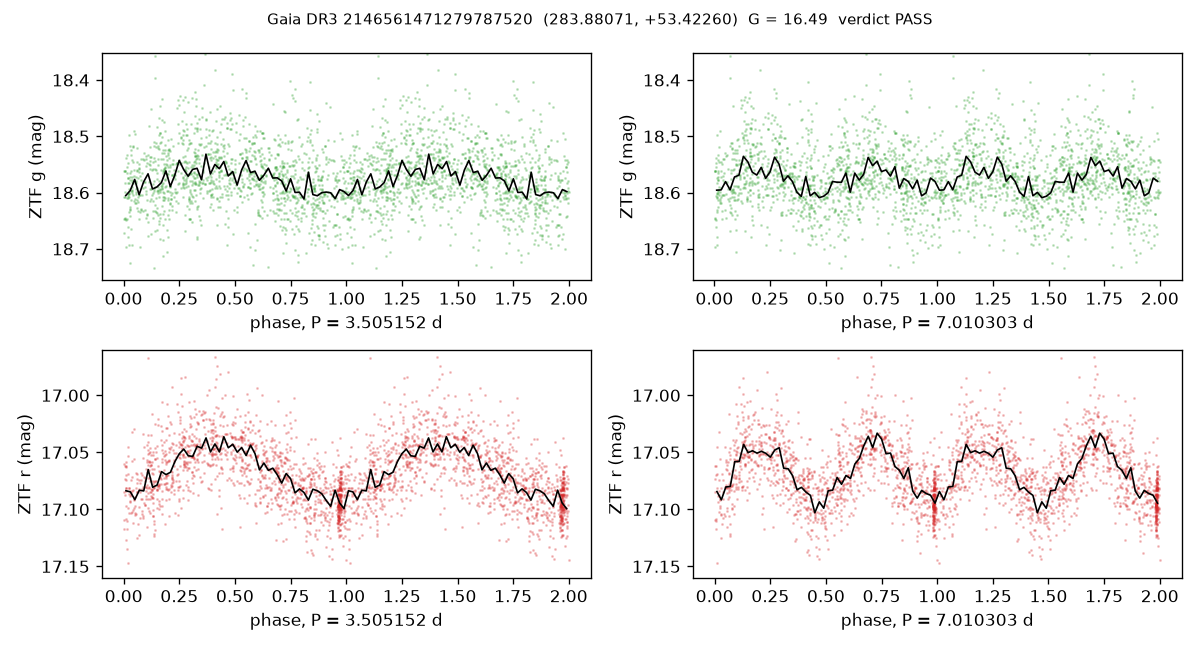 Gaia DR3 2146561471279787520  (283.88071, +53.42260)  G = 16.49  verdict PASS
ZTF g (mag)
18.4
18.5
18.6
18.7
0.00 0.25 0.50 0.75 1.00 1.25 1.50 1.75 2.00
phase, P = 3.505152 d
ZTF g (mag)
18.4
18.5
18.6
18.7
0.00 0.25 0.50 0.75 1.00 1.25 1.50 1.75 2.00
phase, P = 7.010303 d
ZTF r (mag)
17.00
17.05
17.10
17.15
0.00 0.25 0.50 0.75 1.00 1.25 1.50 1.75 2.00
phase, P = 3.505152 d
ZTF r (mag)
17.00
17.05
17.10
17.15
0.00 0.25 0.50 0.75 1.00 1.25 1.50 1.75 2.00
phase, P = 7.010303 d